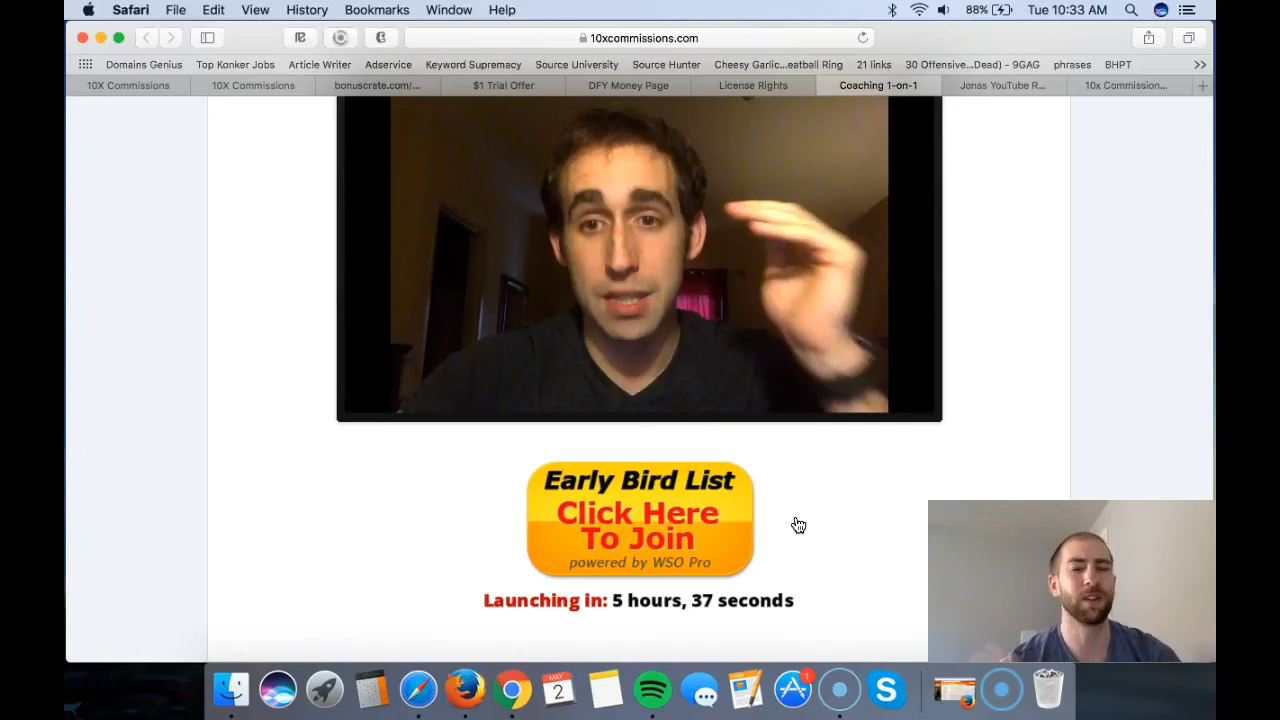 Safari File Edit View History Bookmarks Window Help 88% Tue 10:33 AM
10xcommissions.com
Domains Genius Top Konker Jobs Article Writer Adservice Keyword Supremacy Source University Source Hunter Cheesy Garlic...eatball Ring 21 links 30 Offensive...Dead) - 9GAG phrases BHPT
10X Commissions 10X Commissions bonuscrate.com/... $1 Trial Offer DFY Money Page License Rights Coaching 1-on-1 Jonas YouTube R... 10x Commission...
Early Bird List
Click Here
To Join
powered by WSO Pro
Launching in: 5 hours, 37 seconds
MAY
2
1